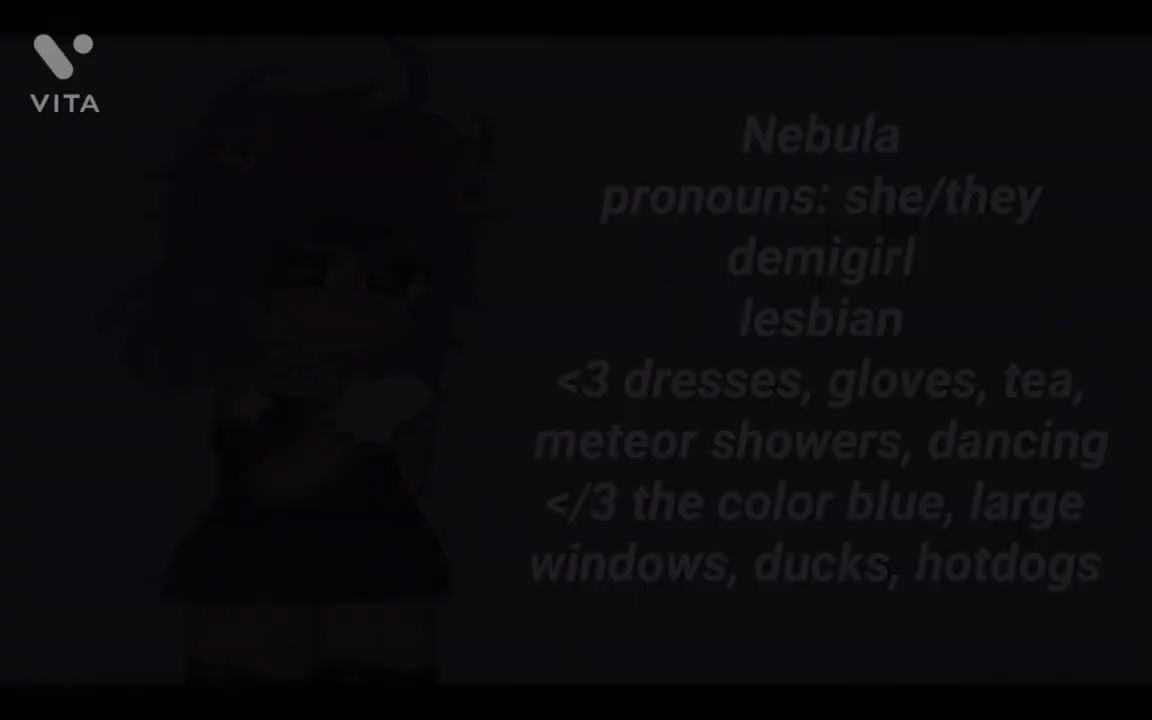 VITA
Nebula
pronouns: she/they
demigirl
lesbian
<3 dresses, gloves, tea,
meteor showers, dancing
</3 the color blue, large
windows, ducks, hotdogs